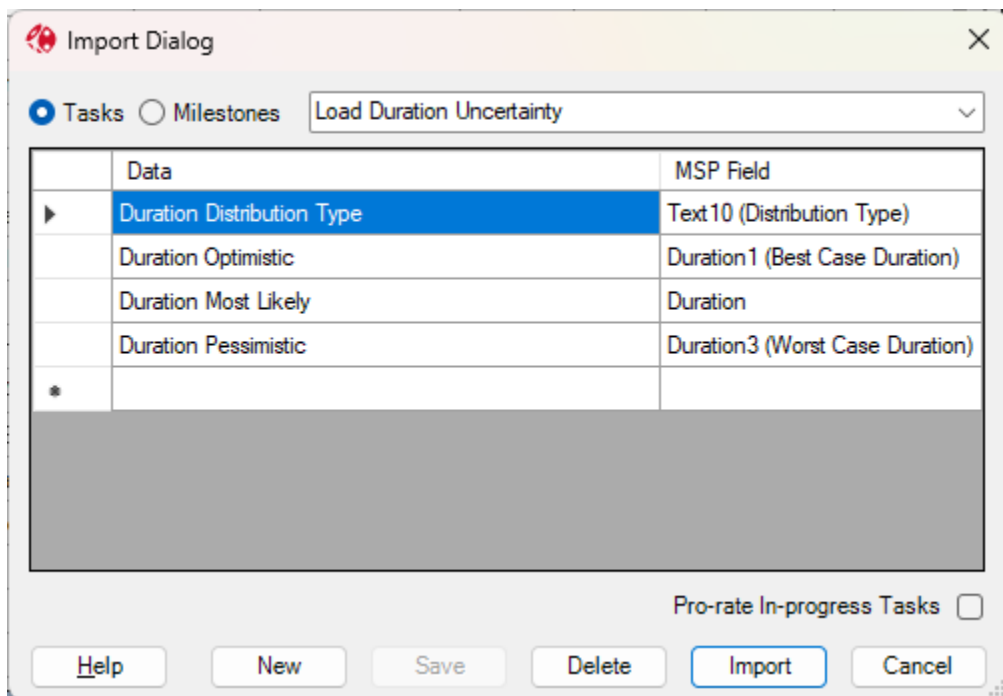 Import Dialog
Tasks Milestones Load Duration Uncertainty
Data MSP Field
Duration Distribution Type Text10 (Distribution Type)
Duration Optimistic Duration1 (Best Case Duration)
Duration Most Likely Duration
Duration Pessimistic Duration3 (Worst Case Duration)
Pro-rate In-progress Tasks
Help New Save Delete Import Cancel